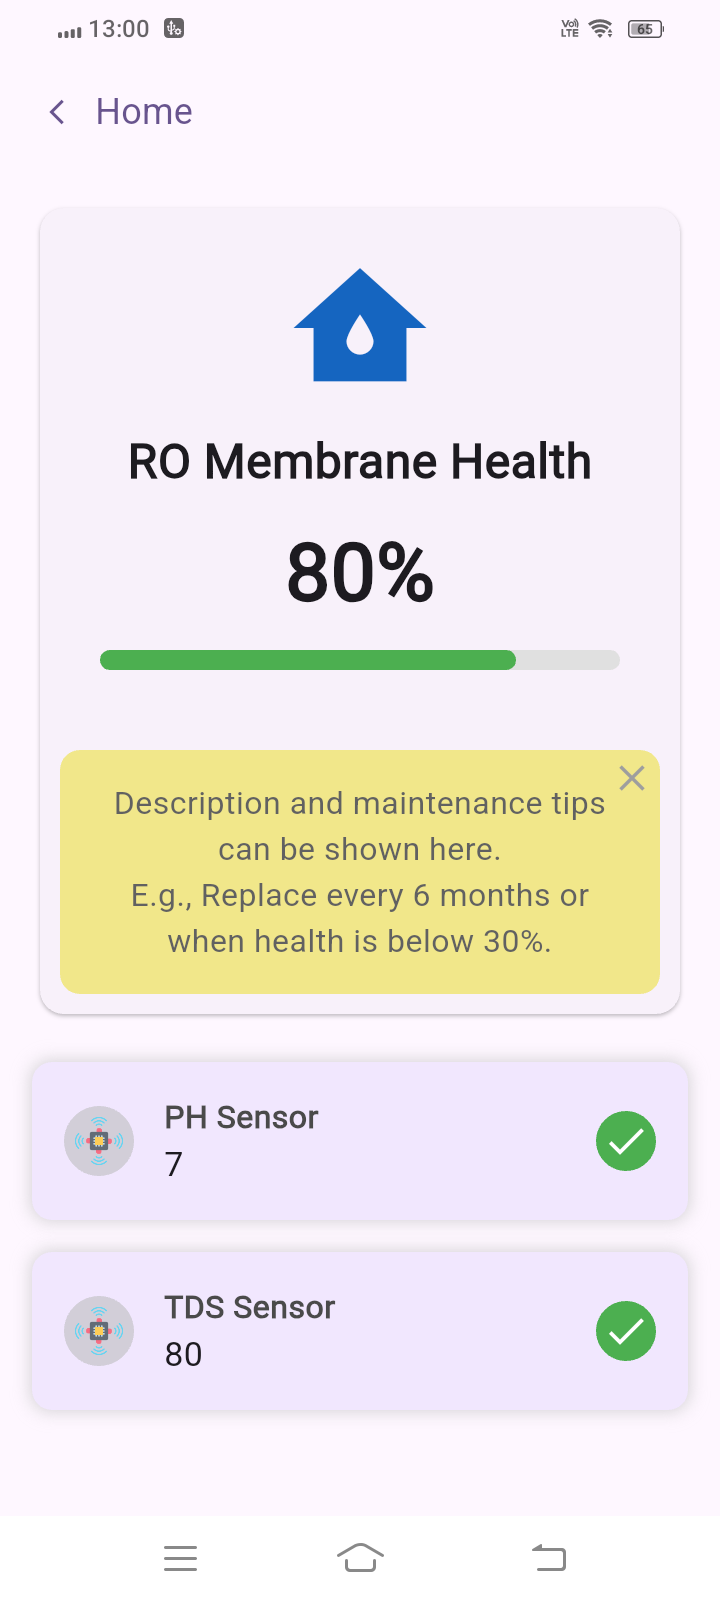 13:00
Vo) LTE
65
Home
RO Membrane Health
80%
Description and maintenance tips
can be shown here.
E.g., Replace every 6 months or
when health is below 30%.
PH Sensor
7
TDS Sensor
80